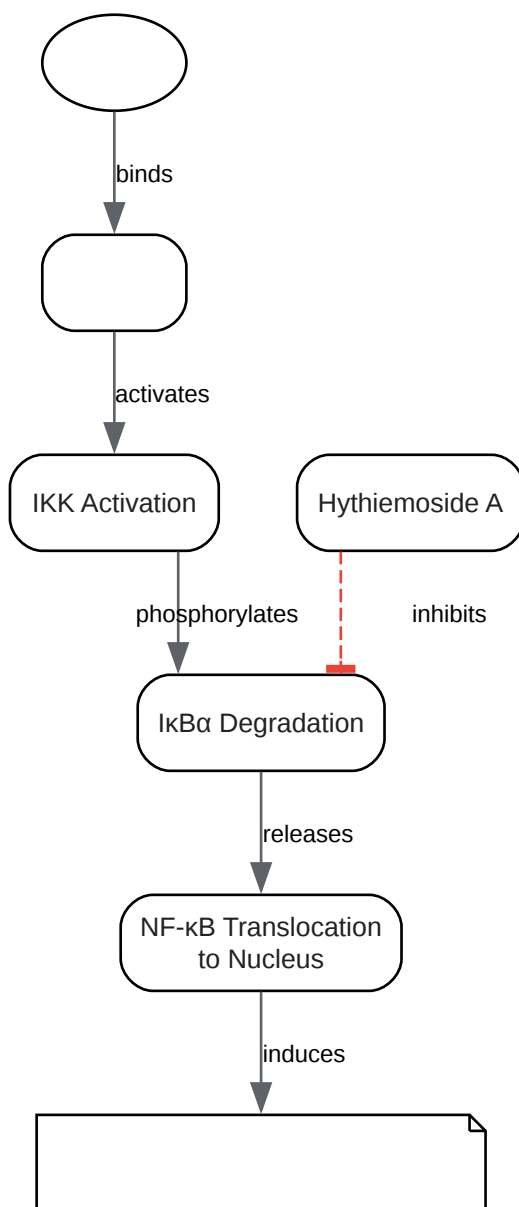 binds
activates
IKK Activation
Hythiemoside A
phosphorylates
inhibits
IκBα Degradation
releases
NF-κB Translocation
to Nucleus
induces